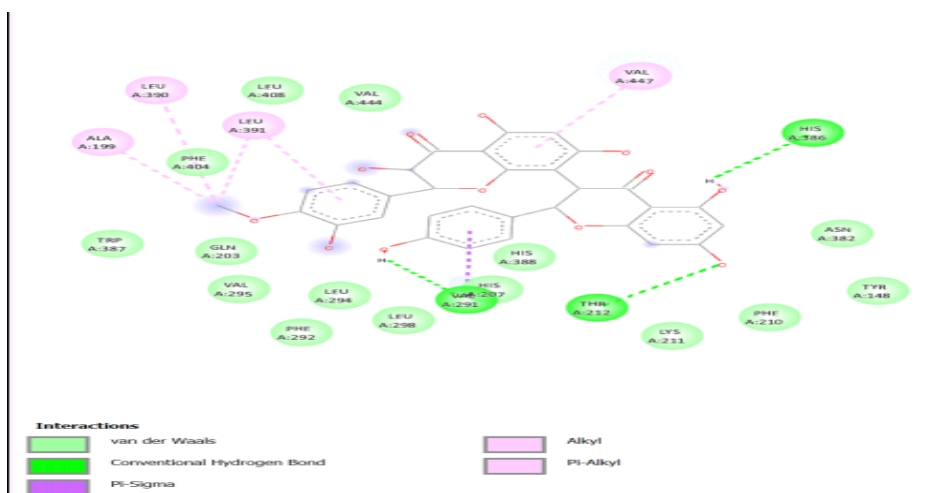 LEU
A:390
LEU
A:408
VAL
A:444
VAL
A:447
LEU
A:391
ALA
A:199
PHE
A:404
HIS
A:386
H
TRP
A:387
GLN
A:203
H
HIS
A:388
ASN
A:382
VAL
A:295
LEU
A:294
HIS
A:207
VAL
A:291
THR
A:212
TYR
A:148
PHE
A:292
LEU
A:298
LYS
A:211
PHE
A:210
Interactions
van der Waals
Conventional Hydrogen Bond
Pi-Sigma
Alkyl
Pi-Alkyl